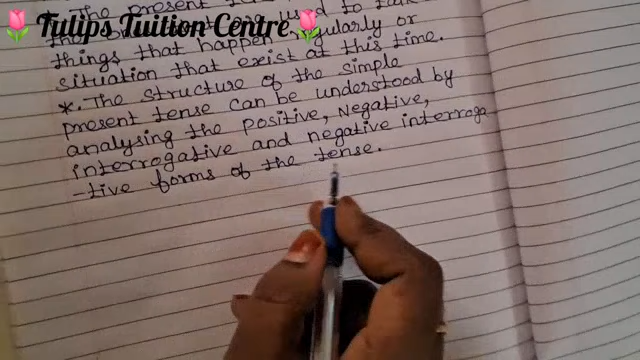 *. The present
🌷Tulips Tuition Centre🌷
things that happen regularly or
situation that exist at this time.
*. The structure of the simple
present tense can be understood by
analysing the positive, Negative,
interrogative and negative interroga
-tive forms of the tense.